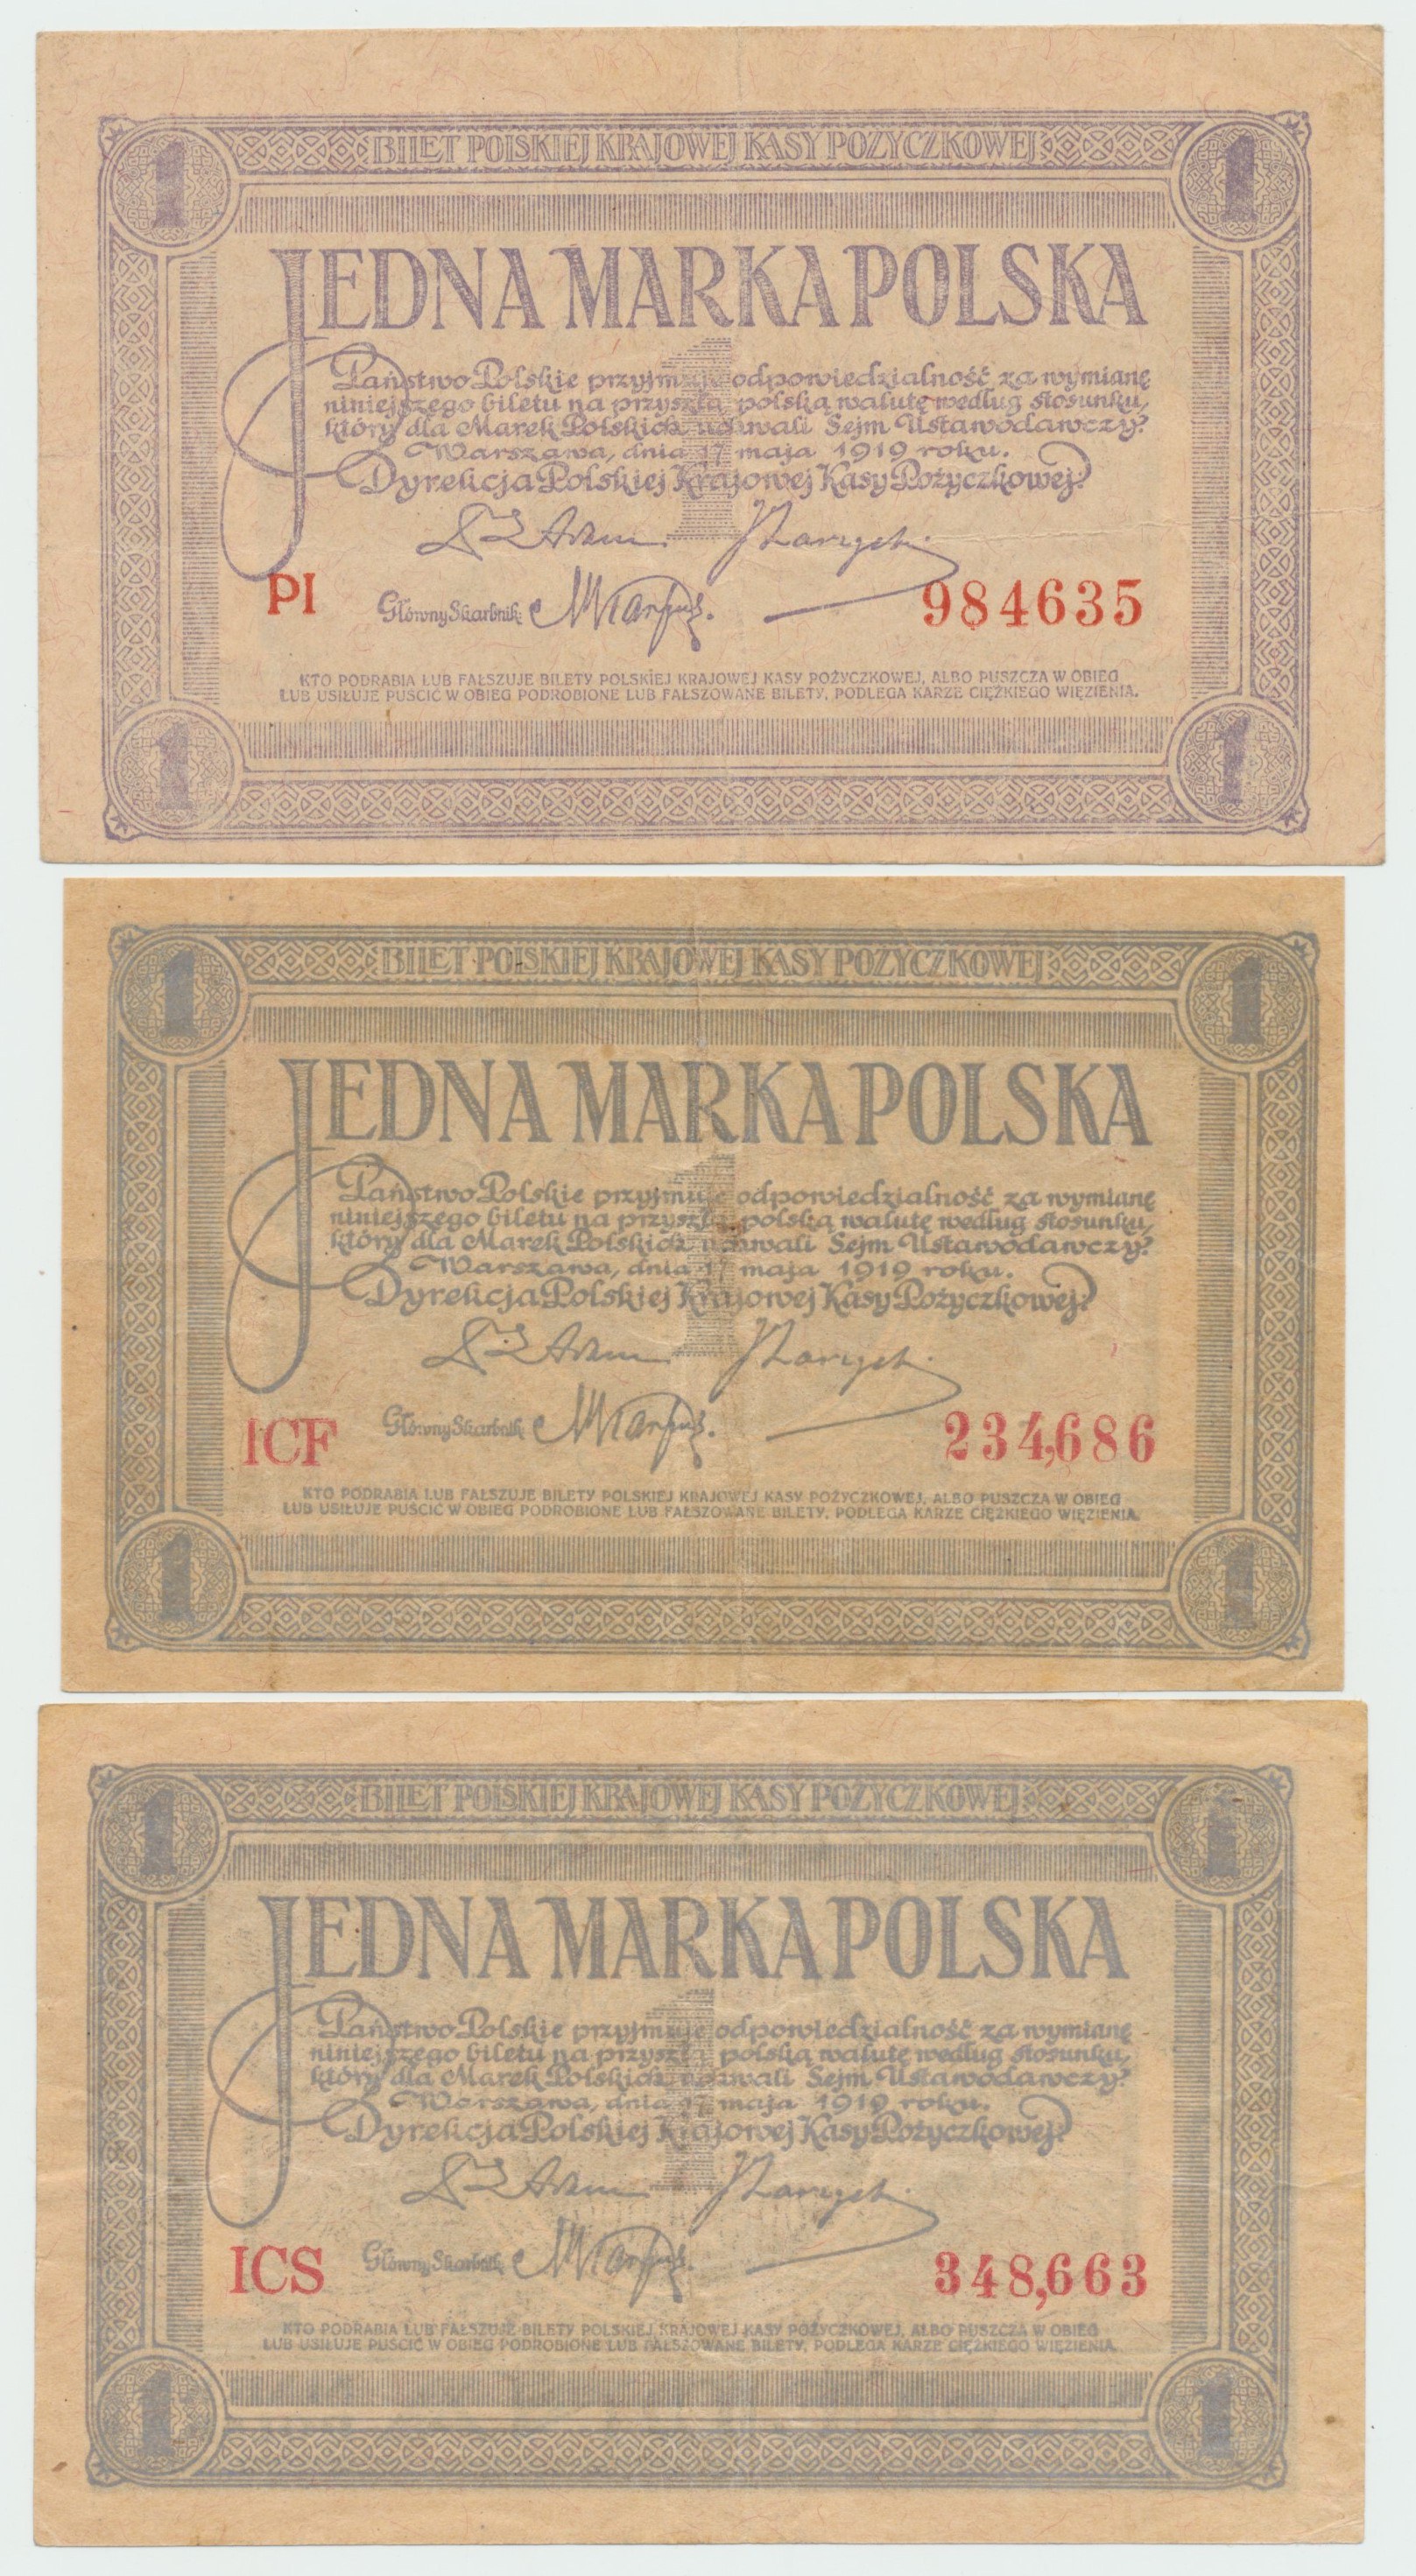 1 BILET POLSKIEJ KRAJOWEJ KASY POŻYCZKOWEJ 1
JEDNA MARKA POLSKA
1
Państwo Polskie przyjmuje odpowiedzialność za wymianę
niniejszego biletu na przyszłą polską walutę według stosunku,
który dla Marek Polskich uchwali Sejm Ustawodawczy.
Warszawa, dnia 17 maja 1919 roku.
Dyrekcja Polskiej Krajowej Kasy Pożyczkowej:
PI Główny Skarbnik: 984635
KTO PODRABIA LUB FAŁSZUJE BILETY POLSKIEJ KRAJOWEJ KASY POŻYCZKOWEJ, ALBO PUSZCZA W OBIEG
LUB USIŁUJE PUŚCIĆ W OBIEG PODROBIONE LUB FAŁSZOWANE BILETY, PODLEGA KARZE CIĘŻKIEGO WIĘZIENIA.
1 1
1 BILET POLSKIEJ KRAJOWEJ KASY POŻYCZKOWEJ 1
JEDNA MARKA POLSKA
1
Państwo Polskie przyjmuje odpowiedzialność za wymianę
niniejszego biletu na przyszłą polską walutę według stosunku,
który dla Marek Polskich uchwali Sejm Ustawodawczy.
Warszawa, dnia 17 maja 1919 roku.
Dyrekcja Polskiej Krajowej Kasy Pożyczkowej:
ICF Główny Skarbnik: 234,686
KTO PODRABIA LUB FAŁSZUJE BILETY POLSKIEJ KRAJOWEJ KASY POŻYCZKOWEJ, ALBO PUSZCZA W OBIEG
LUB USIŁUJE PUŚCIĆ W OBIEG PODROBIONE LUB FAŁSZOWANE BILETY, PODLEGA KARZE CIĘŻKIEGO WIĘZIENIA.
1 1
1 BILET POLSKIEJ KRAJOWEJ KASY POŻYCZKOWEJ 1
JEDNA MARKA POLSKA
1
Państwo Polskie przyjmuje odpowiedzialność za wymianę
niniejszego biletu na przyszłą polską walutę według stosunku,
który dla Marek Polskich uchwali Sejm Ustawodawczy.
Warszawa, dnia 17 maja 1919 roku.
Dyrekcja Polskiej Krajowej Kasy Pożyczkowej:
ICS Główny Skarbnik: 348,663
KTO PODRABIA LUB FAŁSZUJE BILETY POLSKIEJ KRAJOWEJ KASY POŻYCZKOWEJ, ALBO PUSZCZA W OBIEG
LUB USIŁUJE PUŚCIĆ W OBIEG PODROBIONE LUB FAŁSZOWANE BILETY, PODLEGA KARZE CIĘŻKIEGO WIĘZIENIA.
1 1